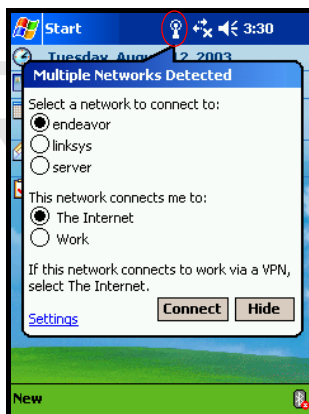 Start 3:30
Tuesday, August 12, 2003
Multiple Networks Detected
Select a network to connect to:
endeavor
linksys
server
This network connects me to:
The Internet
Work
If this network connects to work via a VPN,
select The Internet.
Settings Connect Hide
New